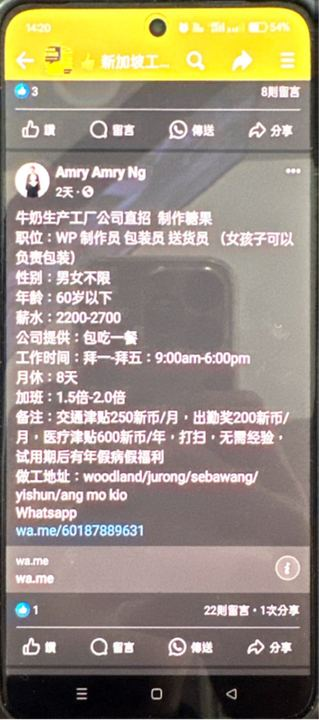 14:20
54%
新加坡工...
3
8則留言
讚
留言
傳送
分享
Amry Amry Ng
2天
牛奶生产工厂公司直招 制作糖果
职位：WP 制作员 包装员 送货员 （女孩子可以
负责包装)
性别：男女不限
年龄：60岁以下
薪水：2200-2700
公司提供：包吃一餐
工作时间：拜一-拜五：9:00am-6:00pm
月休：8天
加班：1.5倍-2.0倍
备注：交通津贴250新币/月，出勤奖200新币/
月，医疗津贴600新币/年，打扫，无需经验，
试用期后有年假病假福利
做工地址：woodland/jurong/sebawang/
yishun/ang mo kio
Whatsapp
wa.me/60187889631
wa.me
wa.me
1
22則留言·1次分享
讚
留言
傳送
分享